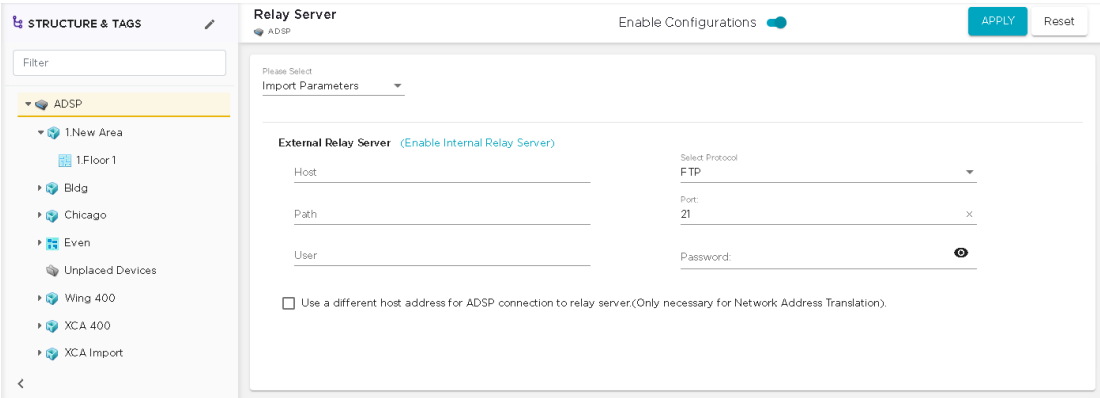 STRUCTURE & TAGS
Filter
ADSP
1.New Area
1.Floor 1
Bldg
Chicago
Even
Unplaced Devices
Wing 400
XCA 400
XCA Import
Relay Server
ADSP
Enable Configurations
APPLY
Reset
Please Select
Import Parameters
External Relay Server (Enable Internal Relay Server)
Host
Select Protocol
FTP
Path
Port:
21
User
Password:
Use a different host address for ADSP connection to relay server.(Only necessary for Network Address Translation).